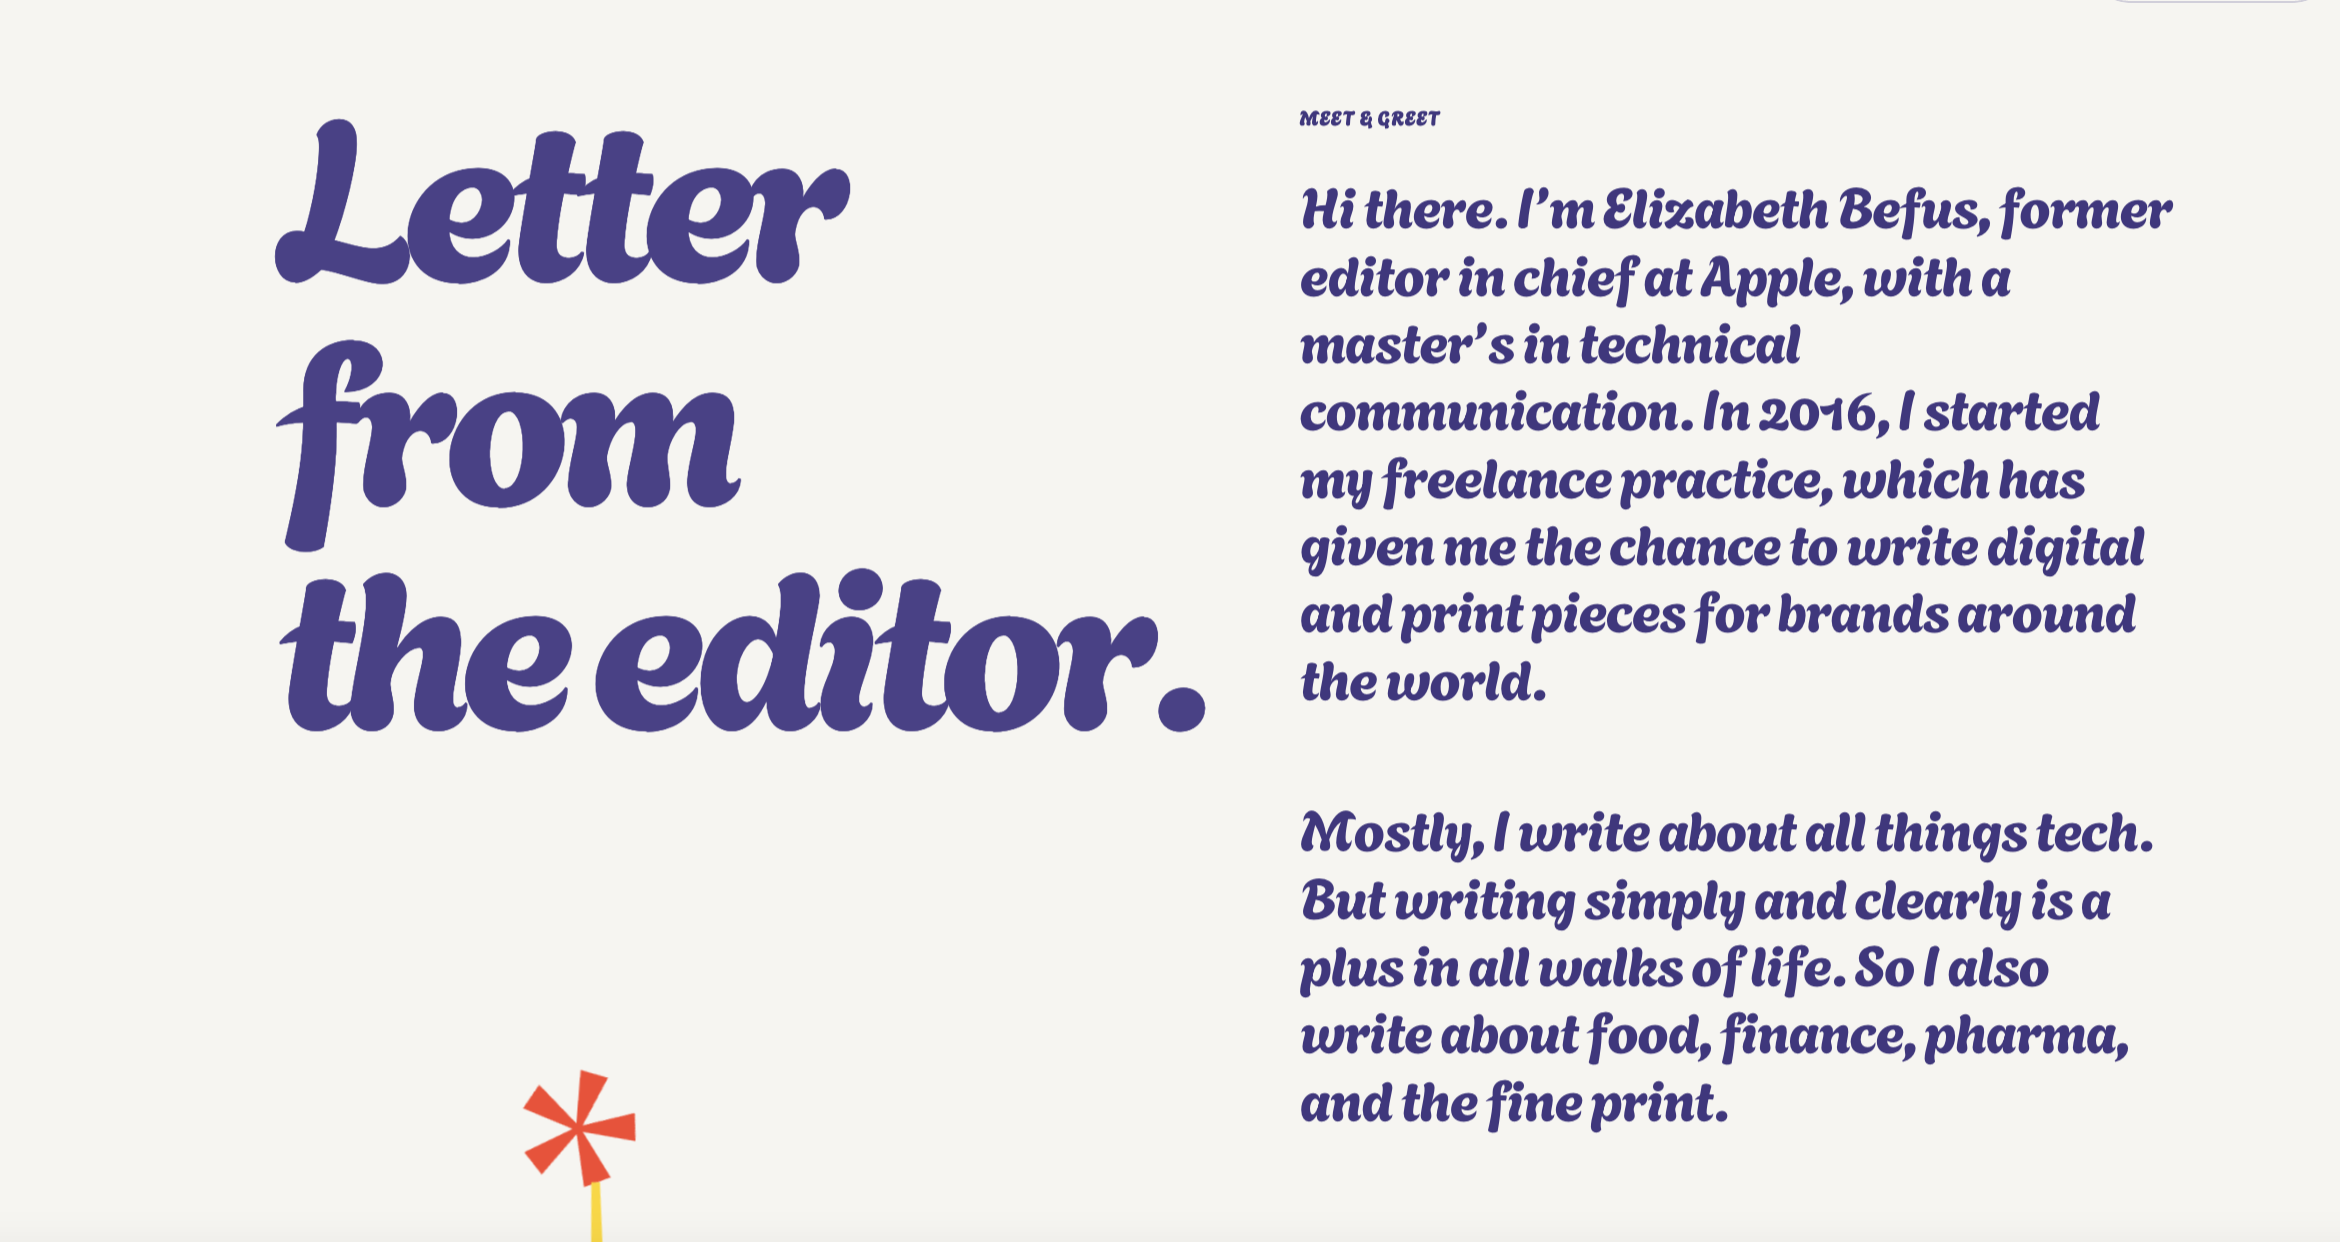 Letter
from
the editor.
MEET & GREET
Hi there. I’m Elizabeth Befus, former
editor in chief at Apple, with a
master’s in technical
communication. In 2016, I started
my freelance practice, which has
given me the chance to write digital
and print pieces for brands around
the world.
Mostly, I write about all things tech.
But writing simply and clearly is a
plus in all walks of life. So I also
write about food, finance, pharma,
and the fine print.